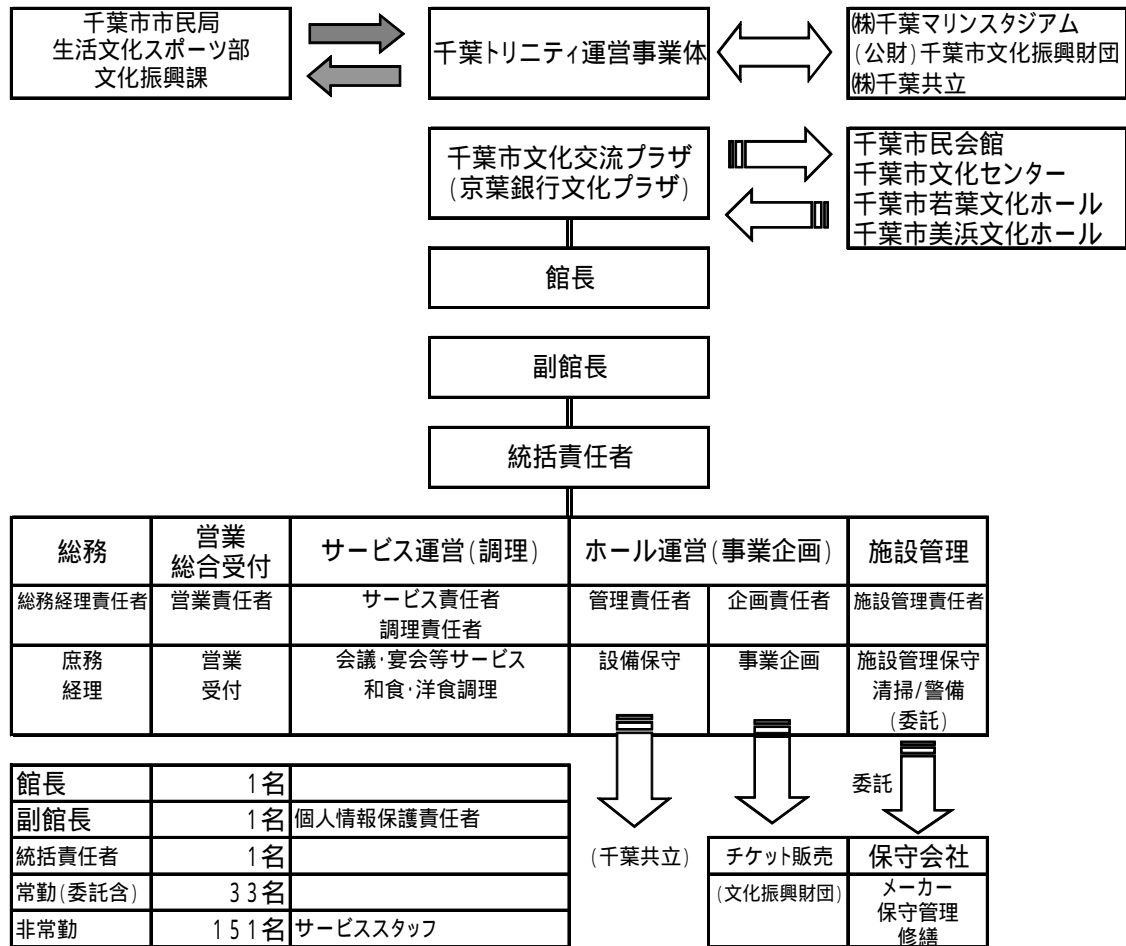 千葉市市民局
生活文化スポーツ部
文化振興課
千葉トリニティ運営事業体
㈱千葉マリンスタジアム
(公財)千葉市文化振興財団
㈱千葉共立
千葉市文化交流プラザ
(京葉銀行文化プラザ)
千葉市民会館
千葉市文化センター
千葉市若葉文化ホール
千葉市美浜文化ホール
館長
副館長
統括責任者
総務
営業
総合受付
サービス運営(調理)
ホール運営(事業企画)
施設管理
総務経理責任者
営業責任者
サービス責任者
調理責任者
管理責任者
企画責任者
施設管理責任者
庶務
経理
営業
受付
会議・宴会等サービス
和食・洋食調理
設備保守
事業企画
施設管理保守
清掃/警備
(委託)
館長 1名
副館長 1名 個人情報保護責任者
統括責任者 1名
常勤(委託含) 33名
非常勤 151名 サービススタッフ
(千葉共立)
チケット販売
(文化振興財団)
委託
保守会社
メーカー
保守管理
修繕